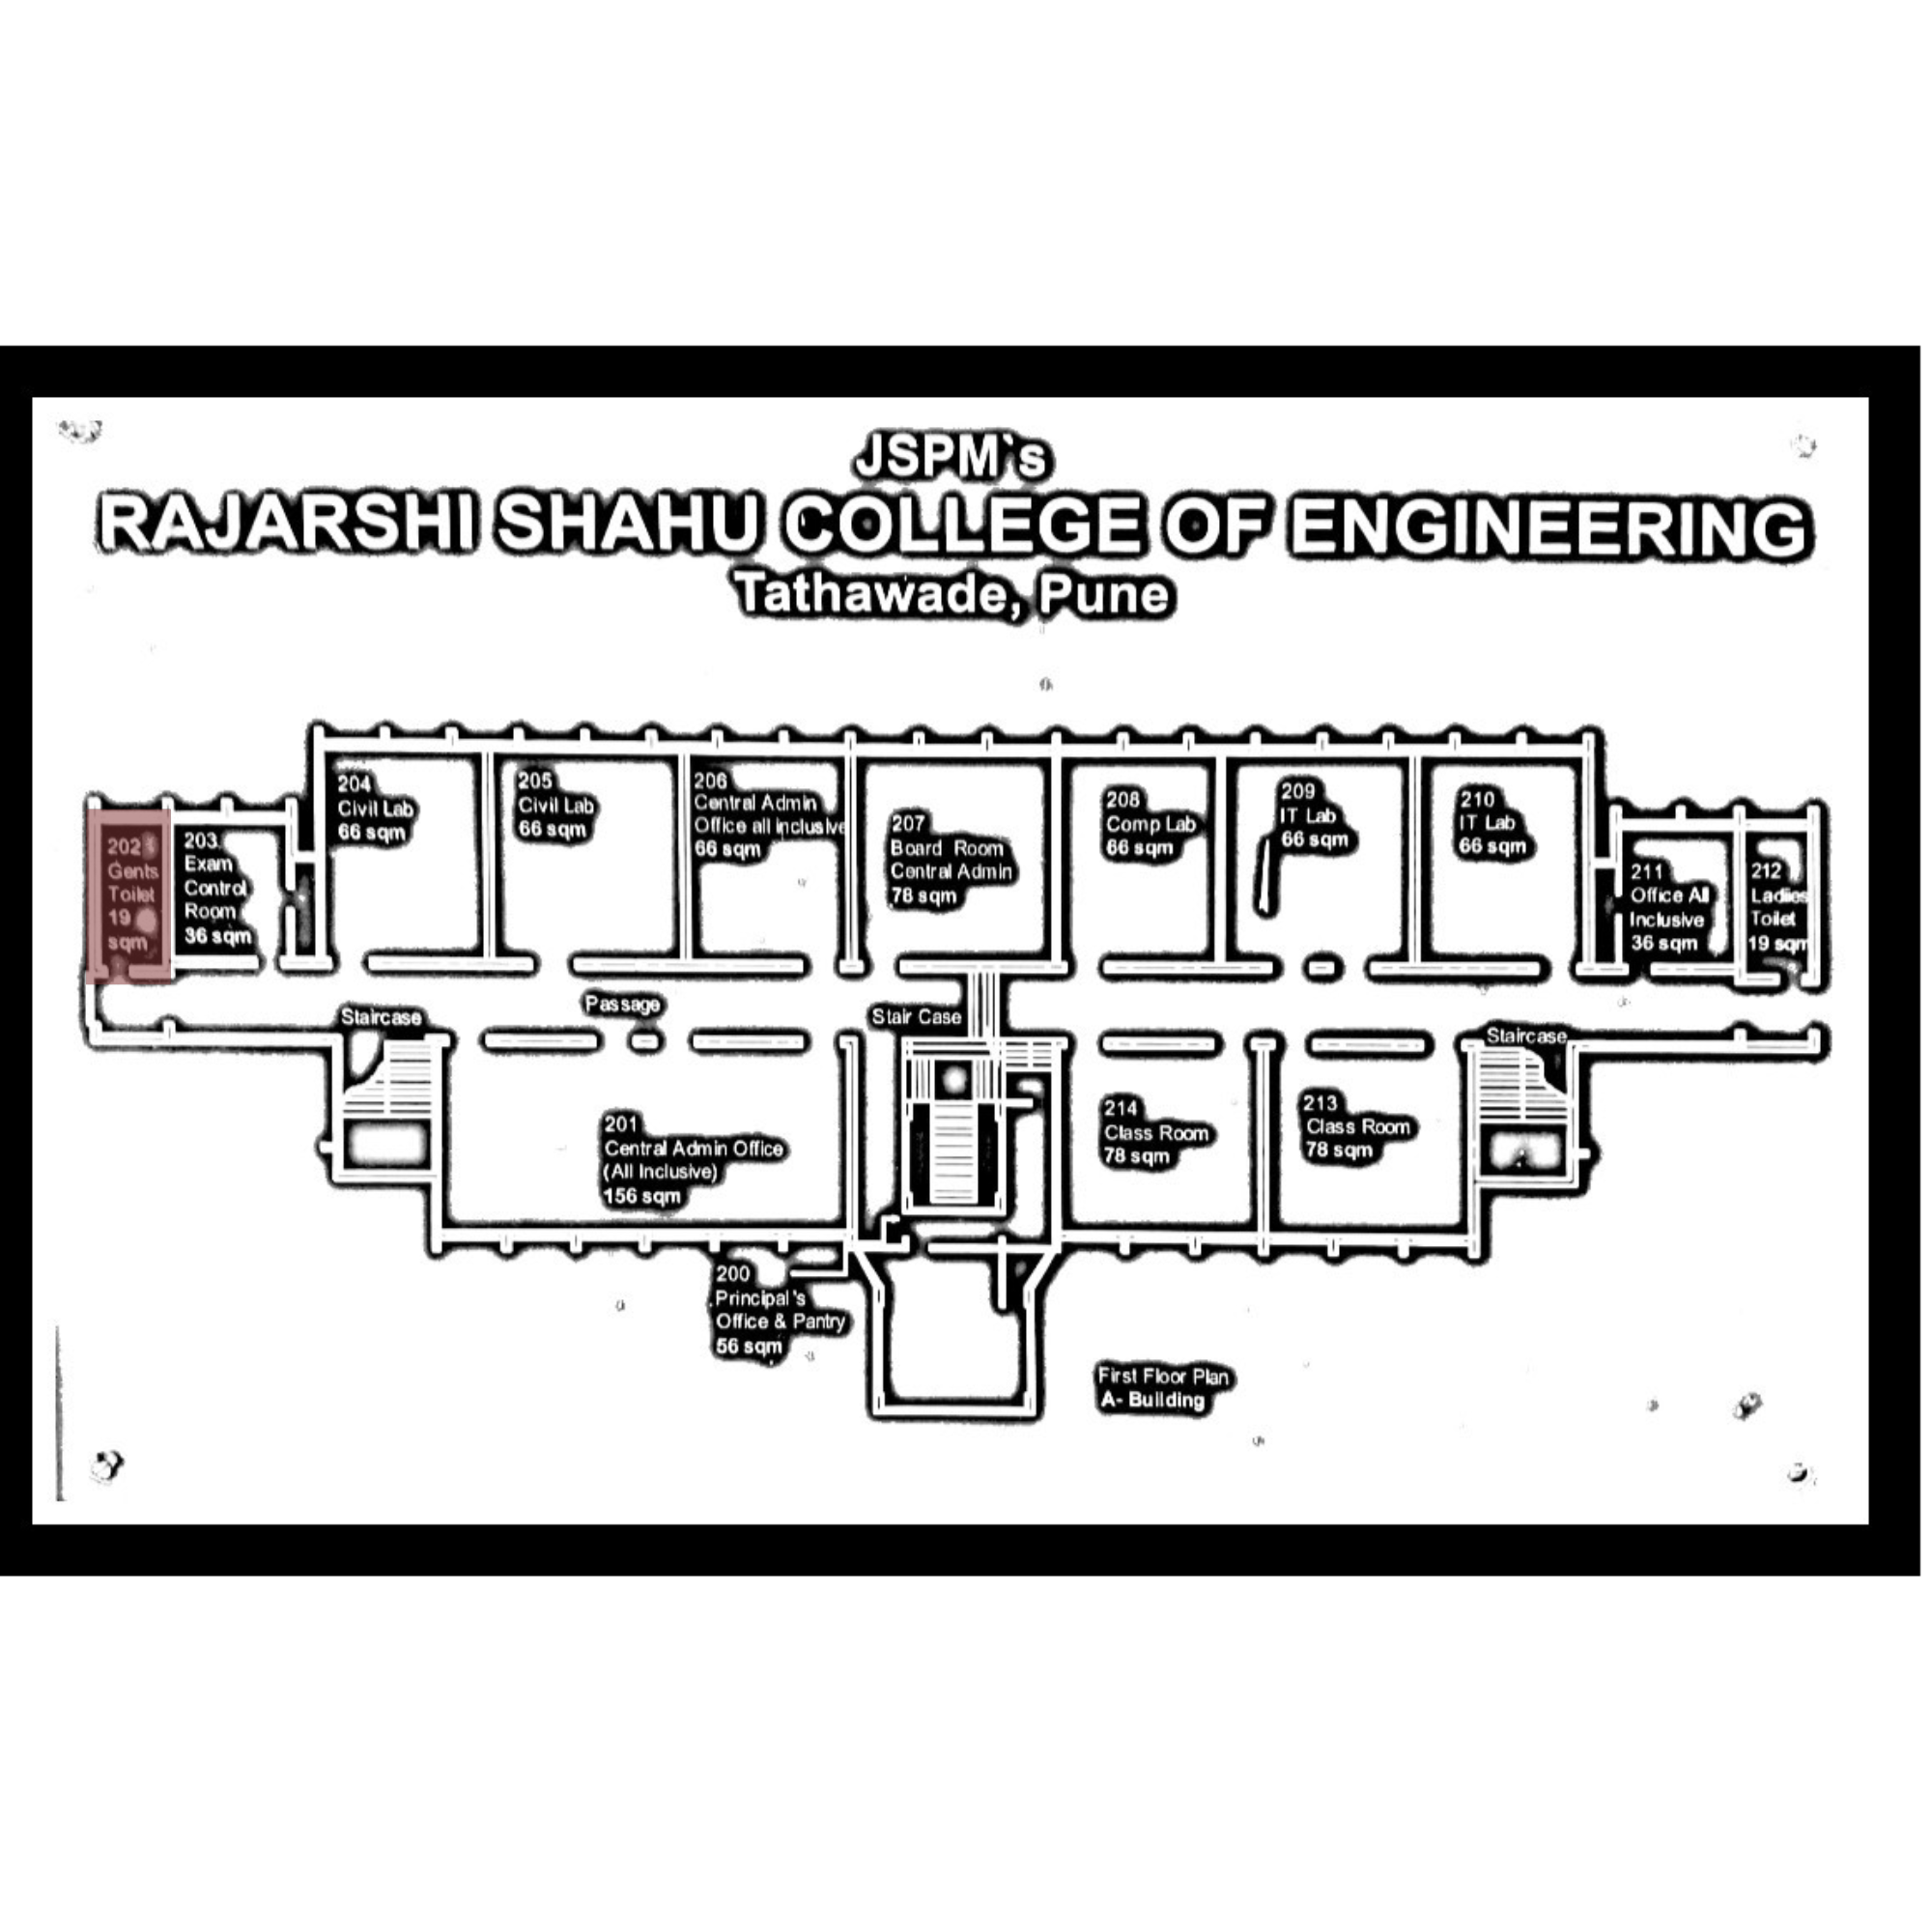 JSPM`s
RAJARSHI SHAHU COLLEGE OF ENGINEERING
Tathawade, Pune
204
Civil Lab
66 sqm
205
Civil Lab
66 sqm
206
Central Admin
Office all Inclusive
66 sqm
207
Board Room
Central Admin
78 sqm
208
Comp Lab
66 sqm
209
IT Lab
66 sqm
210
IT Lab
66 sqm
202
Gents
Toilet
19
sqm
203
Exam
Control
Room
36 sqm
211
Office All
Inclusive
36 sqm
212
Ladies
Toilet
19 sqm
Staircase
Passage
Stair Case
Staircase
201
Central Admin Office
(All Inclusive)
156 sqm
214
Class Room
78 sqm
213
Class Room
78 sqm
200
Principal's
Office & Pantry
56 sqm
First Floor Plan
A- Building